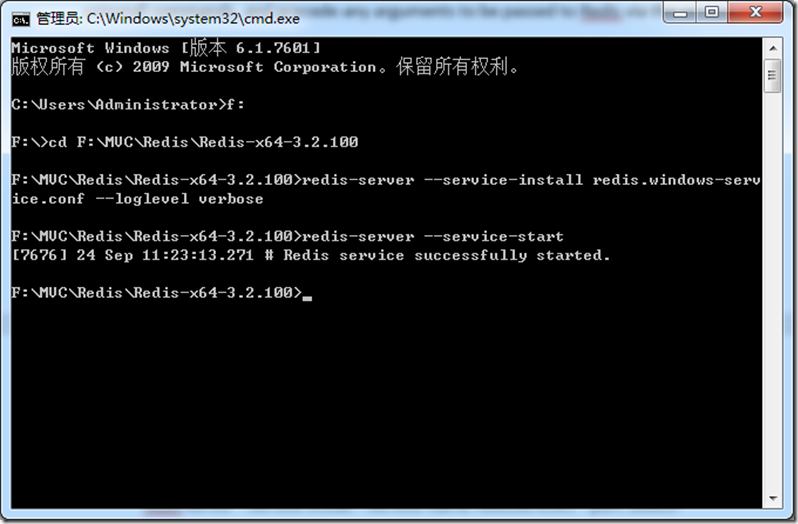 管理员: C:\Windows\system32\cmd.exe
Microsoft Windows [版本 6.1.7601]
版权所有 (c) 2009 Microsoft Corporation。保留所有权利。
C:\Users\Administrator>f:
F:\>cd F:\MVC\Redis\Redis-x64-3.2.100
F:\MVC\Redis\Redis-x64-3.2.100>redis-server --service-install redis.windows-serv
ice.conf --loglevel verbose
F:\MVC\Redis\Redis-x64-3.2.100>redis-server --service-start
[7676] 24 Sep 11:23:13.271 # Redis service successfully started.
F:\MVC\Redis\Redis-x64-3.2.100>